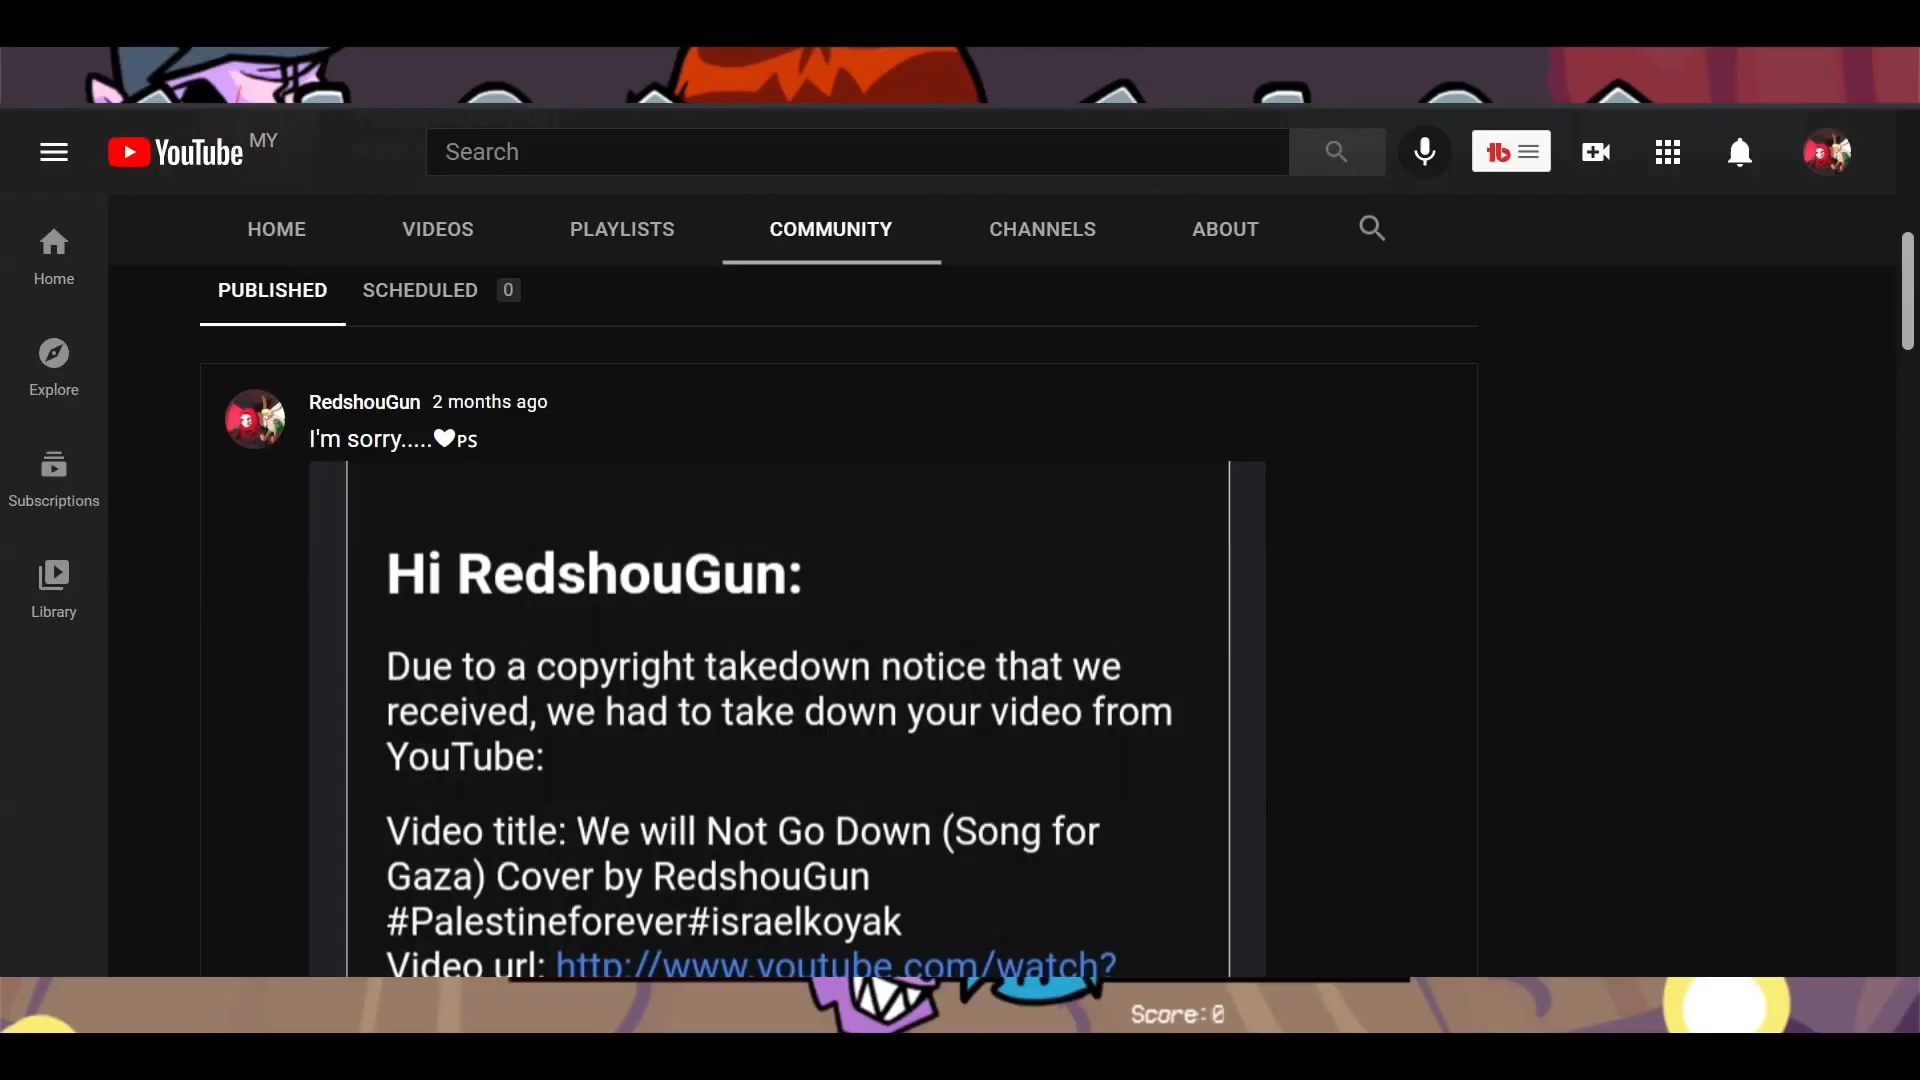 YouTube MY
Search
HOME VIDEOS PLAYLISTS COMMUNITY CHANNELS ABOUT
Home
Explore
Subscriptions
Library
PUBLISHED SCHEDULED 0
RedshouGun 2 months ago
I'm sorry.....🖤PS
Hi RedshouGun:
Due to a copyright takedown notice that we
received, we had to take down your video from
YouTube:
Video title: We will Not Go Down (Song for
Gaza) Cover by RedshouGun
#Palestineforever#israelkoyak
Video url: http://www.youtube.com/watch?
Score:0